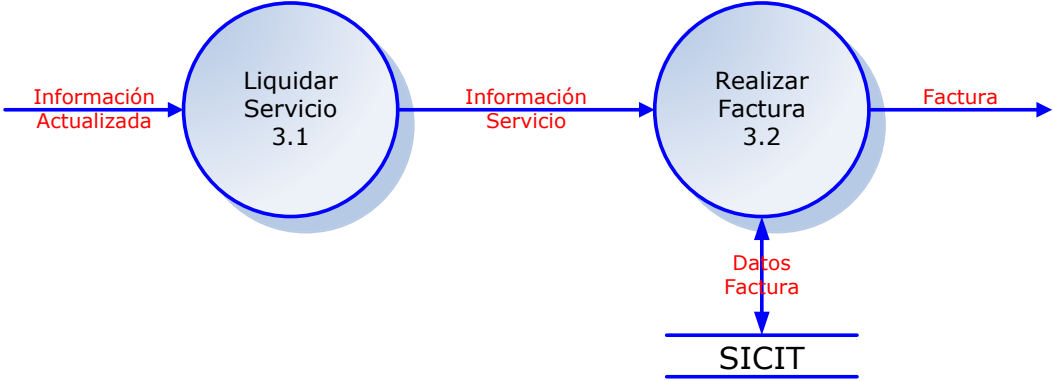 Información
Actualizada
Liquidar
Servicio
3.1
Información
Servicio
Realizar
Factura
3.2
Factura
Datos
Factura
SICIT